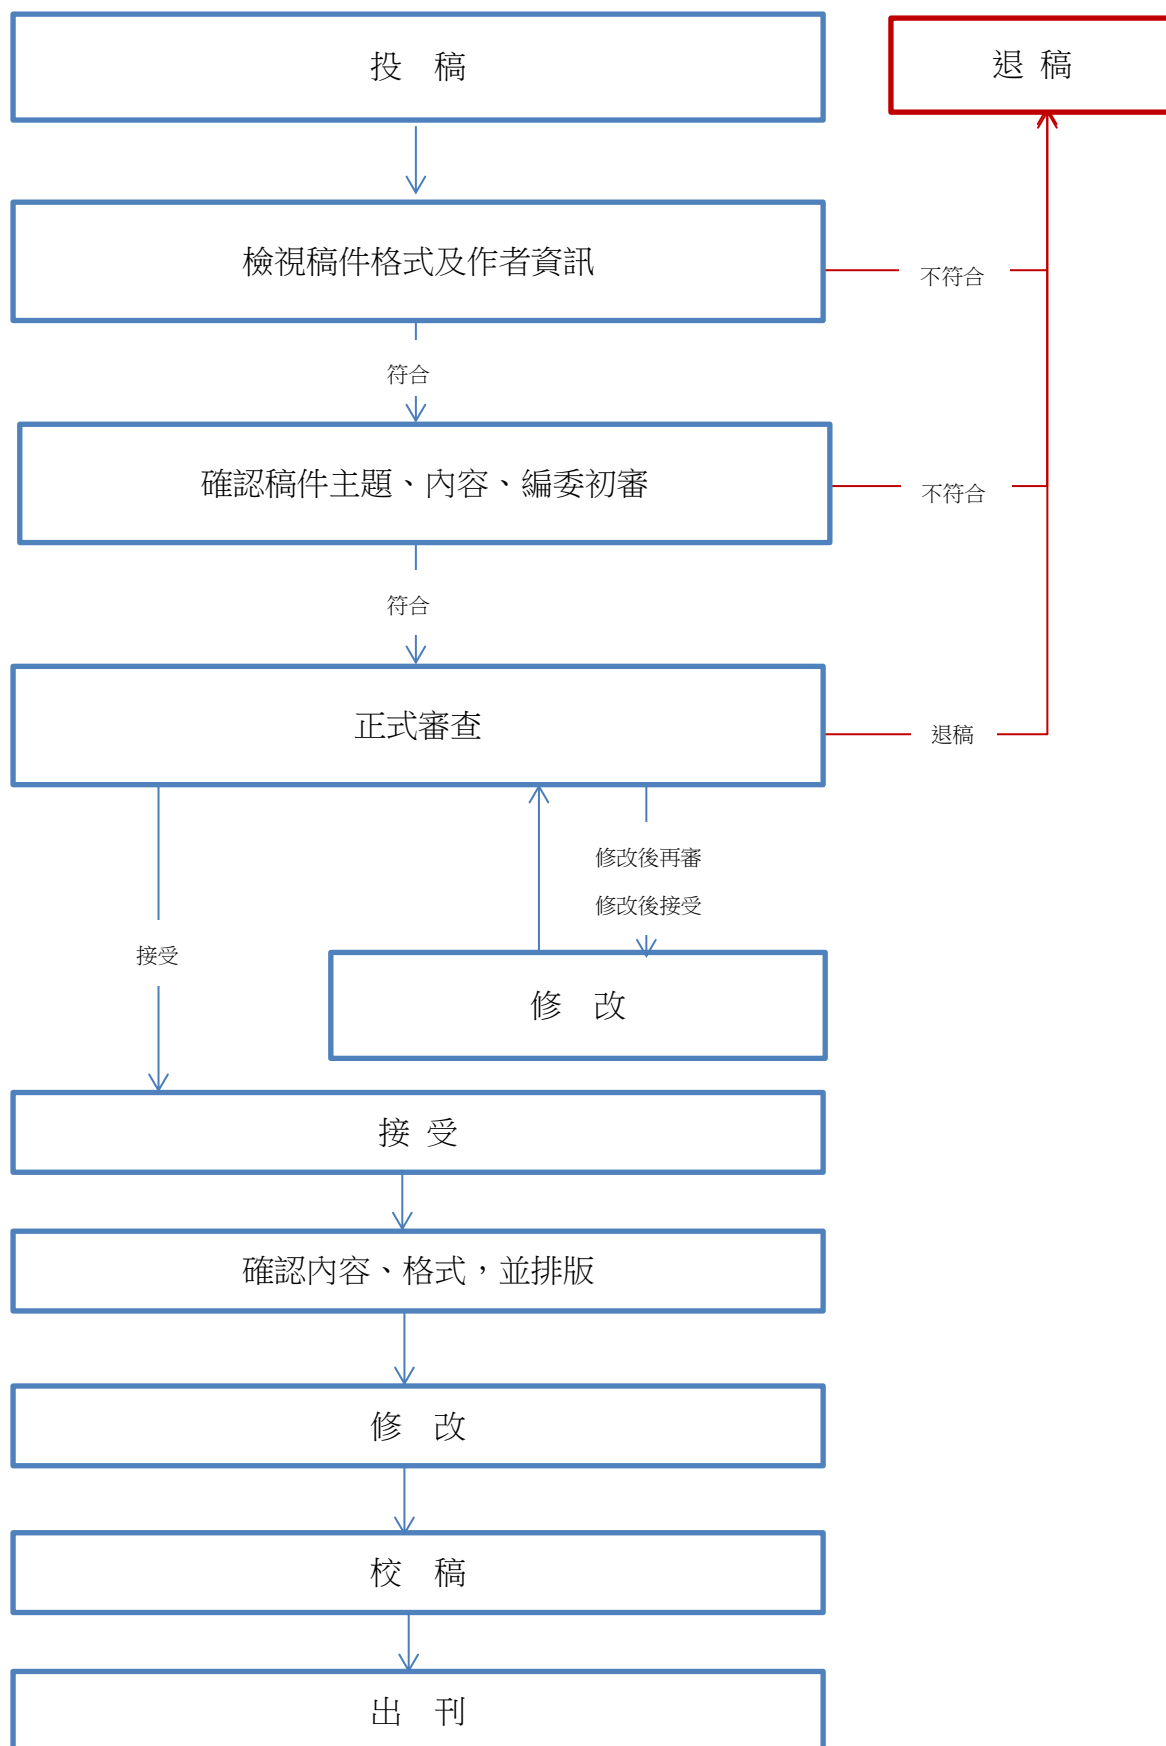 投　稿
退 稿
檢視稿件格式及作者資訊
不符合
符合
確認稿件主題、內容、編委初審
不符合
符合
正式審查
退稿
修改後再審
修改後接受
接受
修　改
接 受
確認內容、格式，並排版
修　改
校　稿
出　刊